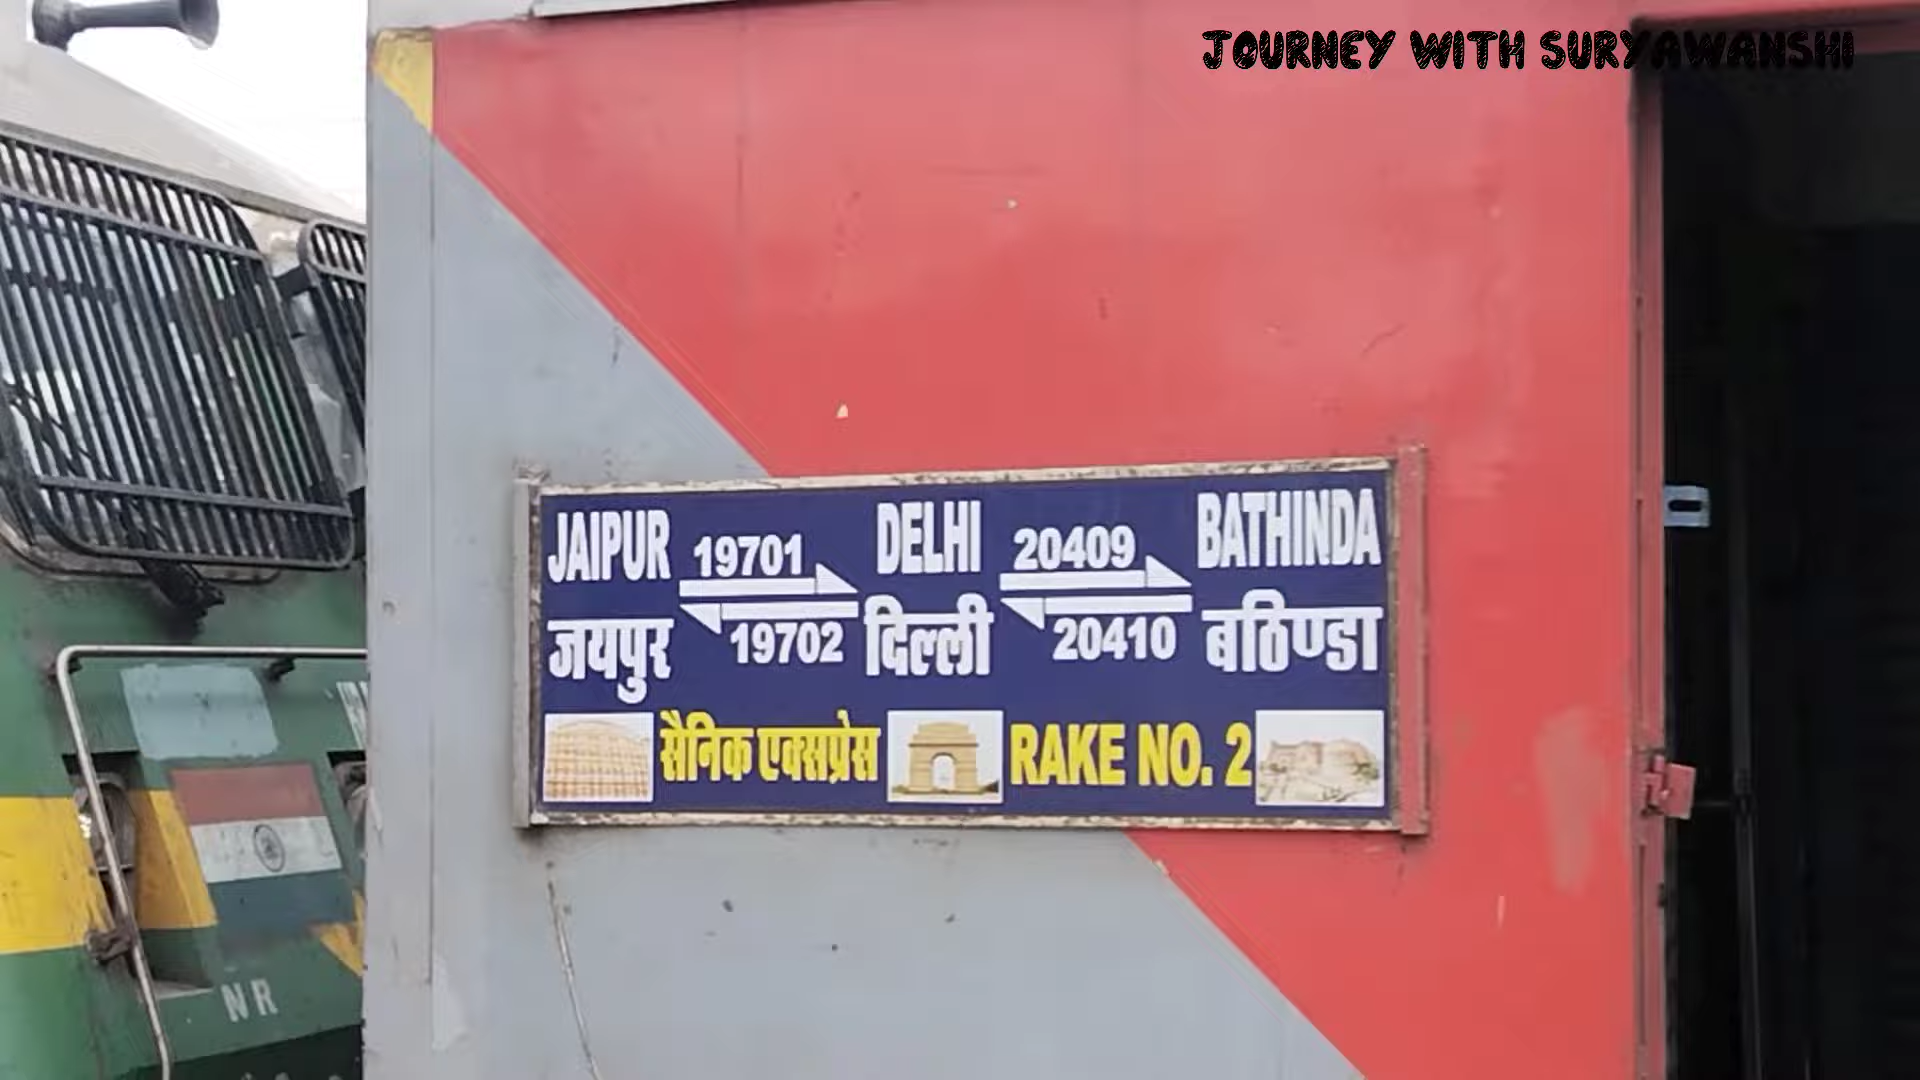 JOURNEY WITH SURYAWANSHI
JAIPUR 19701 DELHI 20409 BATHINDA
जयपुर 19702 दिल्ली 20410 बठिण्डा
सैनिक एक्सप्रेस RAKE NO. 2
NR